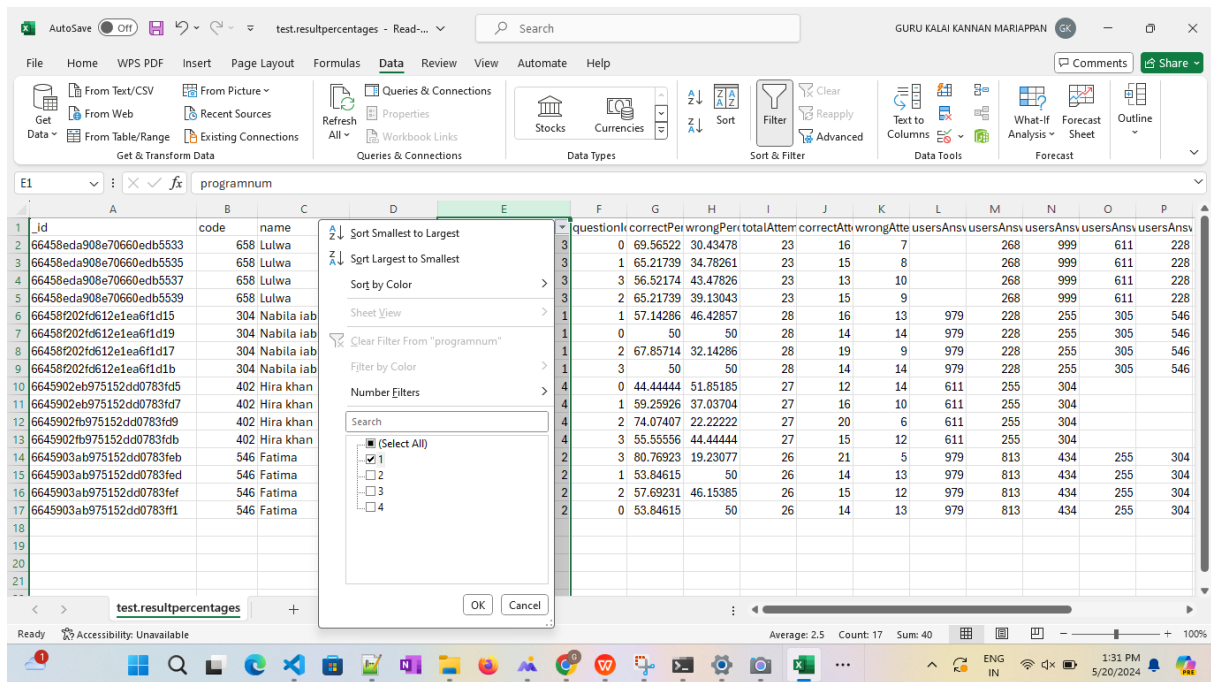 AutoSave Off test.resultpercentages - Read-... Search GURU KALAI KANNAN MARIAPPAN GK
File Home WPS PDF Insert Page Layout Formulas Data Review View Automate Help Comments Share
Get Data
From Text/CSV
From Web
From Table/Range
From Picture
Recent Sources
Existing Connections
Get & Transform Data
Refresh All
Queries & Connections
Properties
Workbook Links
Queries & Connections
Stocks Currencies
Data Types
Sort Filter
Clear
Reapply
Advanced
Sort & Filter
Text to Columns
Data Tools
What-If Analysis
Forecast Sheet
Forecast
Outline
E1 fx programnum
A B C D E F G H I J K L M N O P
1 _id code name questionI correctPer wrongPer totalAttem correctAtt wrongAtte usersAnsw usersAnsw usersAnsw usersAnsw usersAnsw
2 66458eda908e70660edb5533 658 Lulwa 3 0 69.56522 30.43478 23 16 7 268 999 611 228
3 66458eda908e70660edb5535 658 Lulwa 3 1 65.21739 34.78261 23 15 8 268 999 611 228
4 66458eda908e70660edb5537 658 Lulwa 3 3 56.52174 43.47826 23 13 10 268 999 611 228
5 66458eda908e70660edb5539 658 Lulwa 3 2 65.21739 39.13043 23 15 9 268 999 611 228
6 66458f202fd612e1ea6f1d15 304 Nabila iab 1 1 57.14286 46.42857 28 16 13 979 228 255 305 546
7 66458f202fd612e1ea6f1d19 304 Nabila iab 1 0 50 50 28 14 14 979 228 255 305 546
8 66458f202fd612e1ea6f1d17 304 Nabila iab 1 2 67.85714 32.14286 28 19 9 979 228 255 305 546
9 66458f202fd612e1ea6f1d1b 304 Nabila iab 1 3 50 50 28 14 14 979 228 255 305 546
10 6645902eb975152dd0783fd5 402 Hira khan 4 0 44.44444 51.85185 27 12 14 611 255 304
11 6645902eb975152dd0783fd7 402 Hira khan 4 1 59.25926 37.03704 27 16 10 611 255 304
12 6645902fb975152dd0783fd9 402 Hira khan 4 2 74.07407 22.22222 27 20 6 611 255 304
13 6645902fb975152dd0783fdb 402 Hira khan 4 3 55.55556 44.44444 27 15 12 611 255 304
14 6645903ab975152dd0783feb 546 Fatima 2 3 80.76923 19.23077 26 21 5 979 813 434 255 304
15 6645903ab975152dd0783fed 546 Fatima 2 1 53.84615 50 26 14 13 979 813 434 255 304
16 6645903ab975152dd0783fef 546 Fatima 2 2 57.69231 46.15385 26 15 12 979 813 434 255 304
17 6645903ab975152dd0783ff1 546 Fatima 2 0 53.84615 50 26 14 13 979 813 434 255 304
18
19
20
21
Sort Smallest to Largest
Sort Largest to Smallest
Sort by Color
Sheet View
Clear Filter From "programnum"
Filter by Color
Number Filters
Search
(Select All)
1
2
3
4
OK Cancel
test.resultpercentages
Ready Accessibility: Unavailable Average: 2.5 Count: 17 Sum: 40 100%
1 G PRE
ENG
IN
1:31 PM
5/20/2024